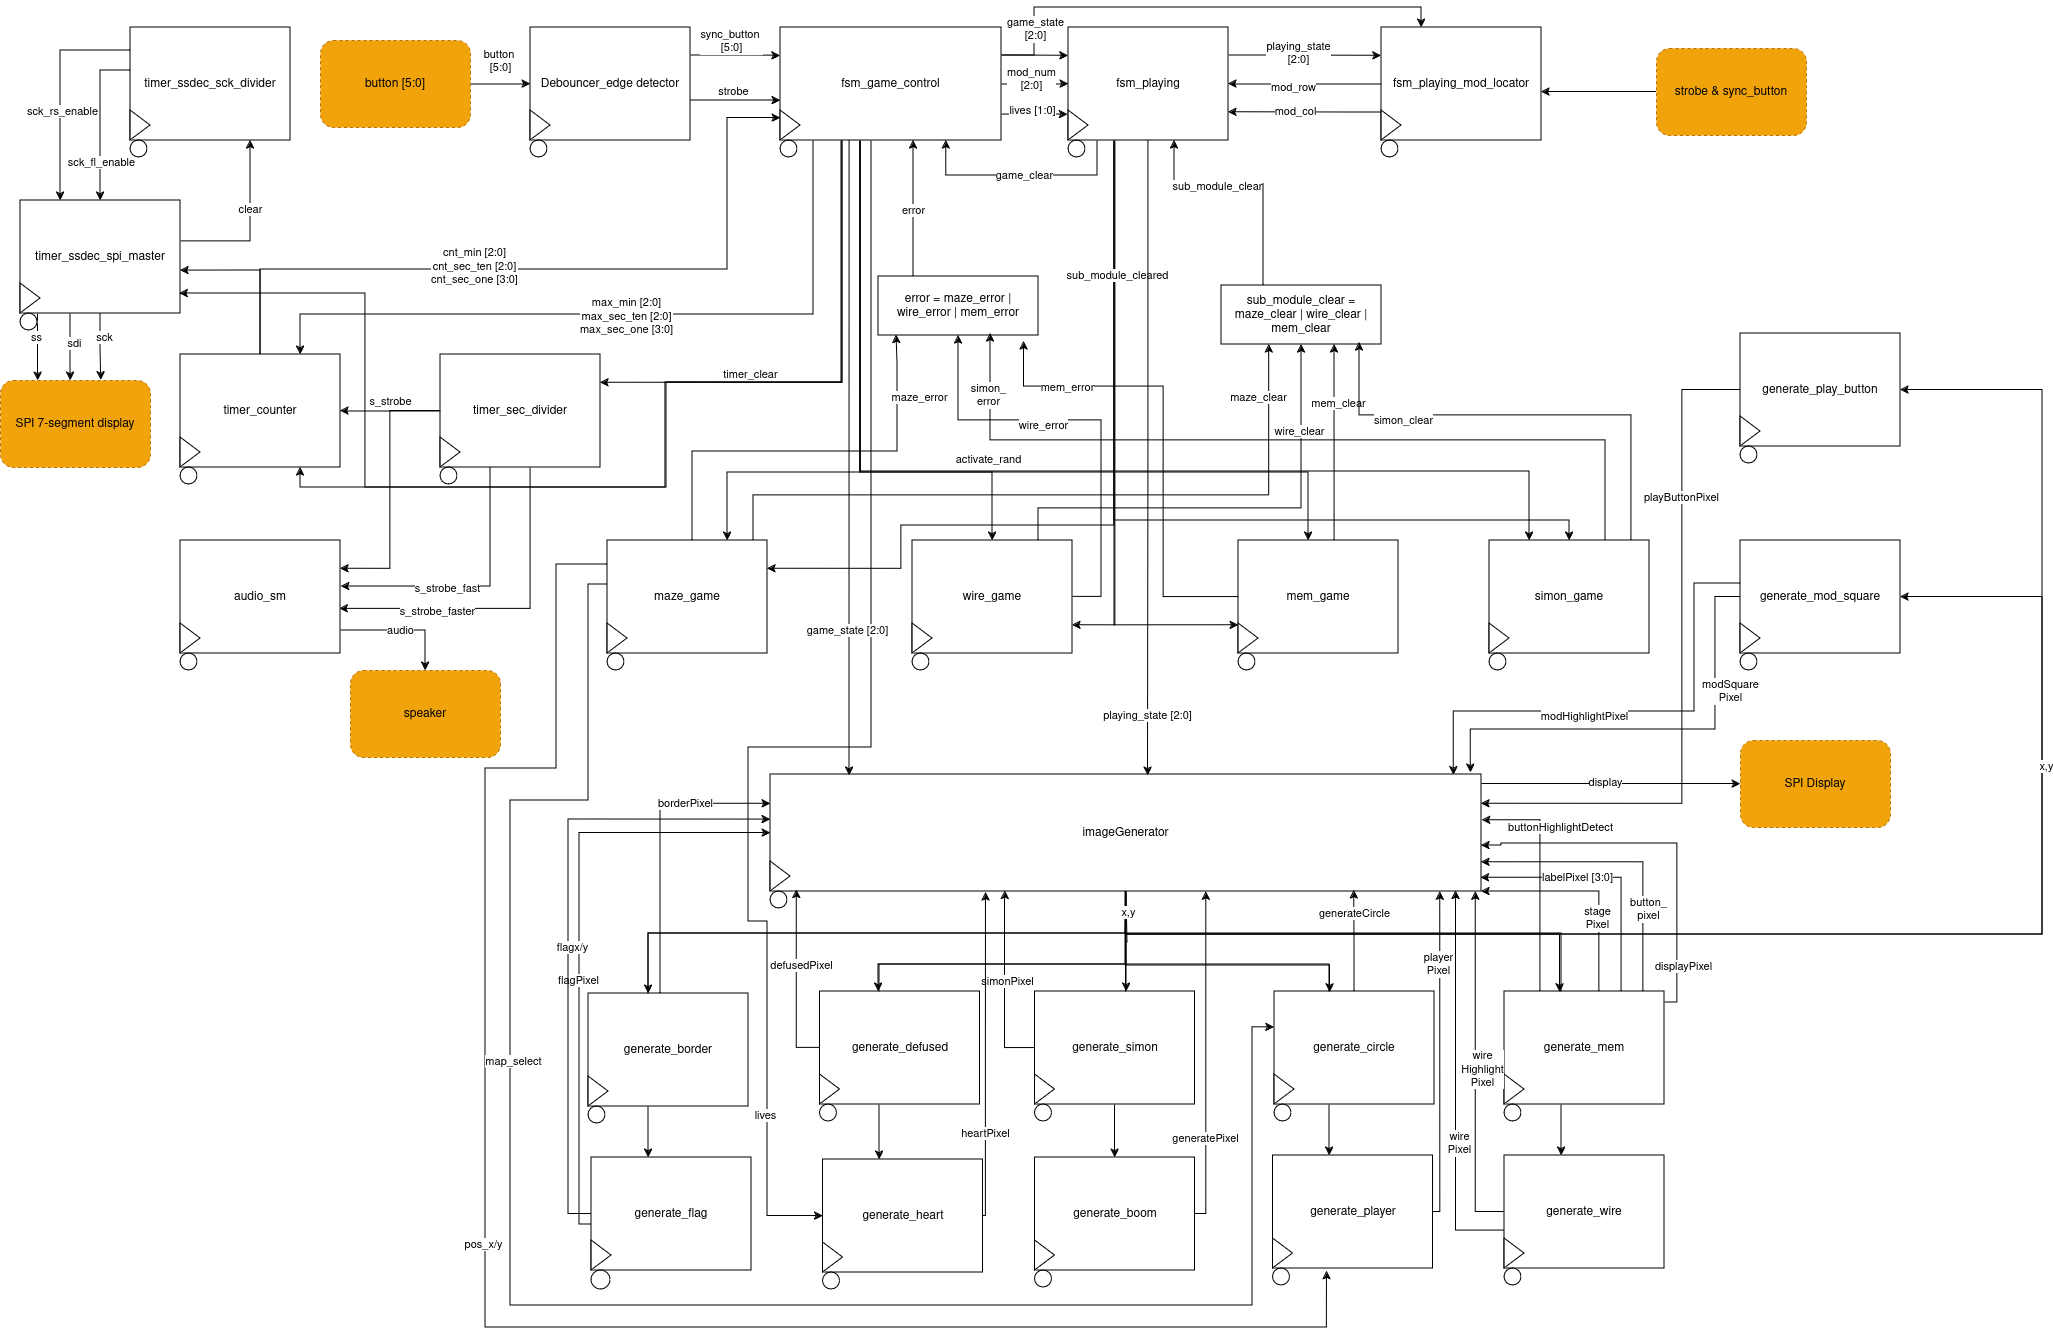 game_state
[2:0]
timer_ssdec_sck_divider
button [5:0]
button
[5:0]
Debouncer_edge detector
sync_button
[5:0]
strobe
fsm_game_control
mod_num
[2:0]
lives [1:0]
fsm_playing
playing_state
[2:0]
mod_row
mod_col
fsm_playing_mod_locator
strobe & sync_button
sck_rs_enable
sck_fl_enable
clear
game_clear
sub_module_clear
error
timer_ssdec_spi_master
cnt_min [2:0]
cnt_sec_ten [2:0]
cnt_sec_one [3:0]
max_min [2:0]
max_sec_ten [2:0]
max_sec_one [3:0]
sub_module_cleared
error = maze_error |
wire_error | mem_error
sub_module_clear =
maze_clear | wire_clear |
mem_clear
ss
sdi
sck
SPI 7-segment display
timer_counter
s_strobe
timer_sec_divider
timer_clear
maze_error
simon_
error
mem_error
wire_error
maze_clear
mem_clear
wire_clear
simon_clear
activate_rand
generate_play_button
playButtonPixel
audio_sm
s_strobe_fast
s_strobe_faster
audio
speaker
maze_game
wire_game
mem_game
simon_game
generate_mod_square
game_state [2:0]
playing_state [2:0]
modSquare
Pixel
modHighlightPixel
x,y
borderPixel
imageGenerator
display
SPI Display
buttonHighlightDetect
labelPixel [3:0]
stage
Pixel
button_
pixel
displayPixel
x,y
generateCircle
flagx/y
flagPixel
defusedPixel
simonPixel
player
Pixel
generate_border
generate_defused
generate_simon
generate_circle
generate_mem
wire
Highlight
Pixel
map_select
lives
heartPixel
generatePixel
wire
Pixel
generate_flag
generate_heart
generate_boom
generate_player
generate_wire
pos_x/y